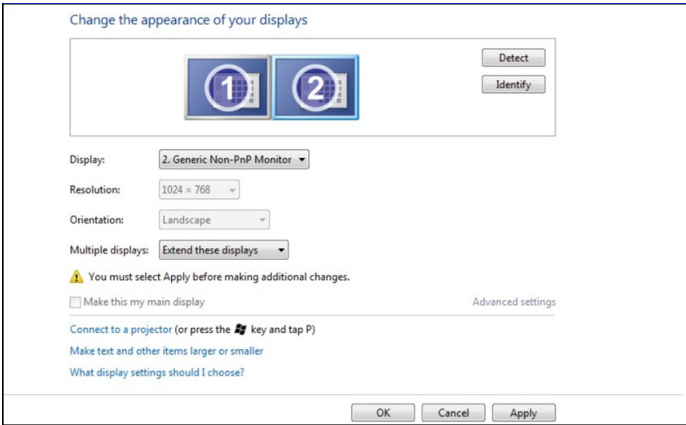 Change the appearance of your displays
1 2
Detect
Identify
Display: 2. Generic Non-PnP Monitor
Resolution: 1024 × 768
Orientation: Landscape
Multiple displays: Extend these displays
You must select Apply before making additional changes.
Make this my main display Advanced settings
Connect to a projector (or press the key and tap P)
Make text and other items larger or smaller
What display settings should I choose?
OK Cancel Apply